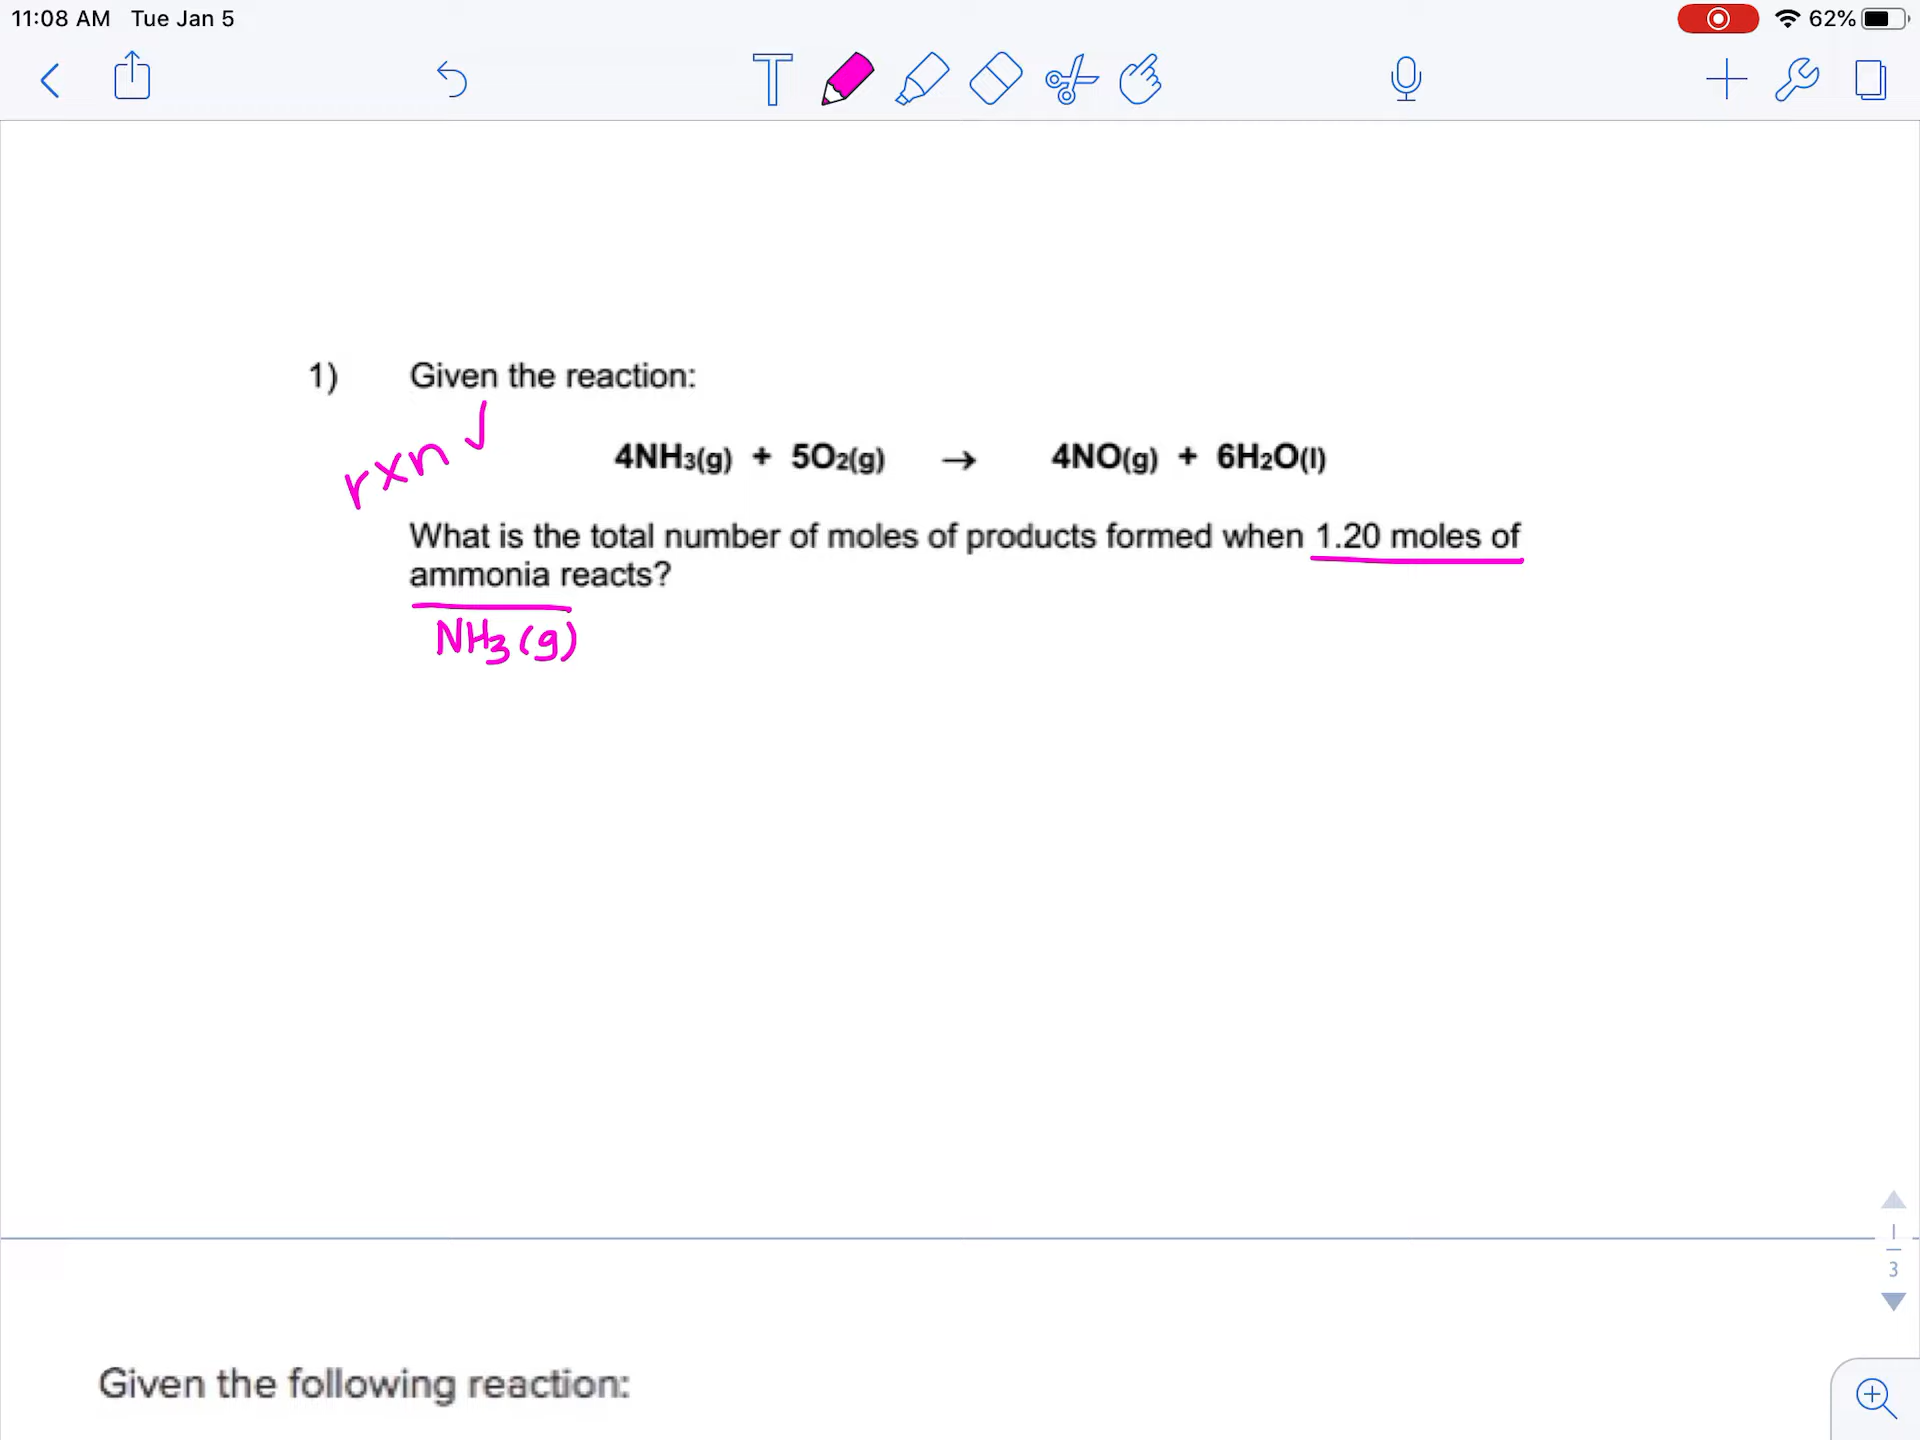 11:08 AM Tue Jan 5 62%
T
1) Given the reaction:
rxn ✓
4NH3(g) + 5O2(g) → 4NO(g) + 6H2O(l)
What is the total number of moles of products formed when 1.20 moles of
ammonia reacts?
NH3(g)
1
3
Given the following reaction: